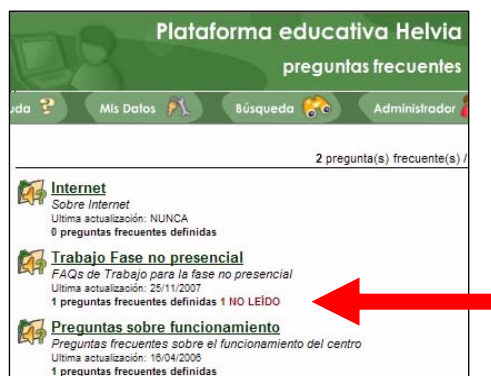 Plataforma educativa Helvia
preguntas frecuentes
uda Mis Datos Búsqueda Administrador
2 pregunta(s) frecuente(s) /
Internet
Sobre Internet
Ultima actualización: NUNCA
0 preguntas frecuentes definidas
Trabajo Fase no presencial
FAQs de Trabajo para la fase no presencial
Ultima actualización: 25/11/2007
1 preguntas frecuentes definidas 1 NO LEÍDO
Preguntas sobre funcionamiento
Preguntas frecuentes sobre el funcionamiento del centro
Ultima actualización: 16/04/2006
1 preguntas frecuentes definidas